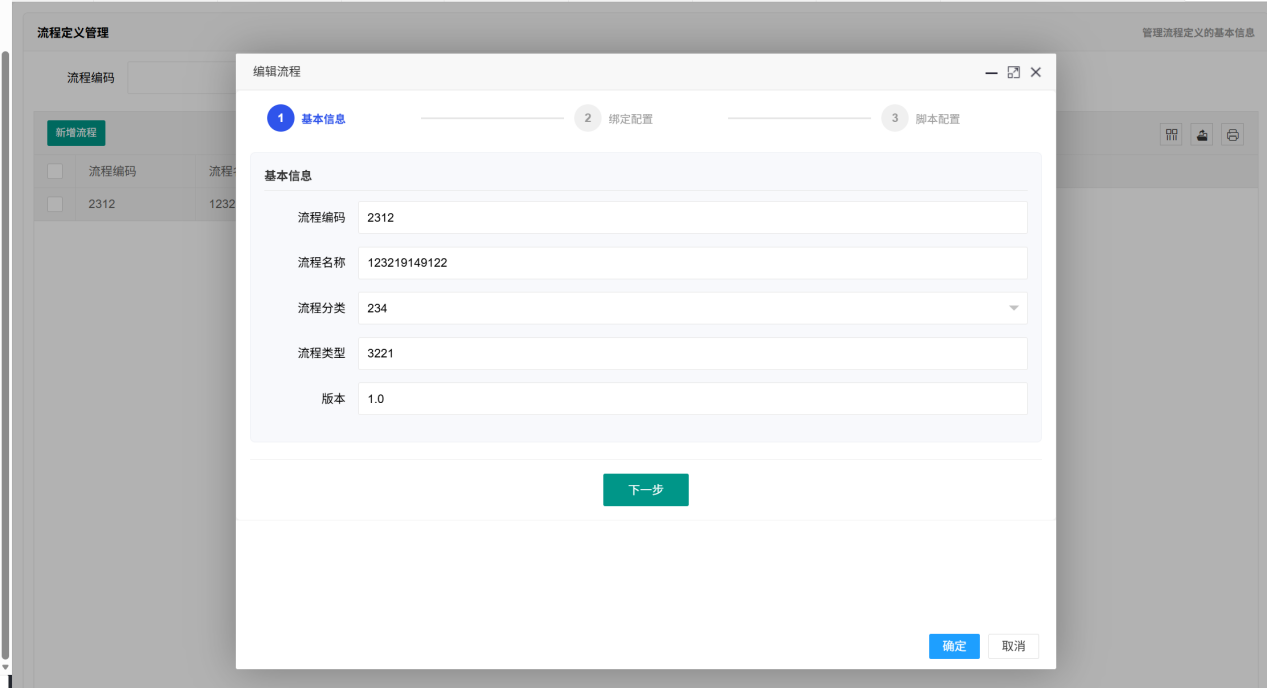 流程定义管理 管理流程定义的基本信息
流程编码
编辑流程
1 基本信息 2 绑定配置 3 脚本配置
新增流程
流程编码 流程
2312 1232
基本信息
流程编码 2312
流程名称 123219149122
流程分类 234
流程类型 3221
版本 1.0
下一步
确定 取消